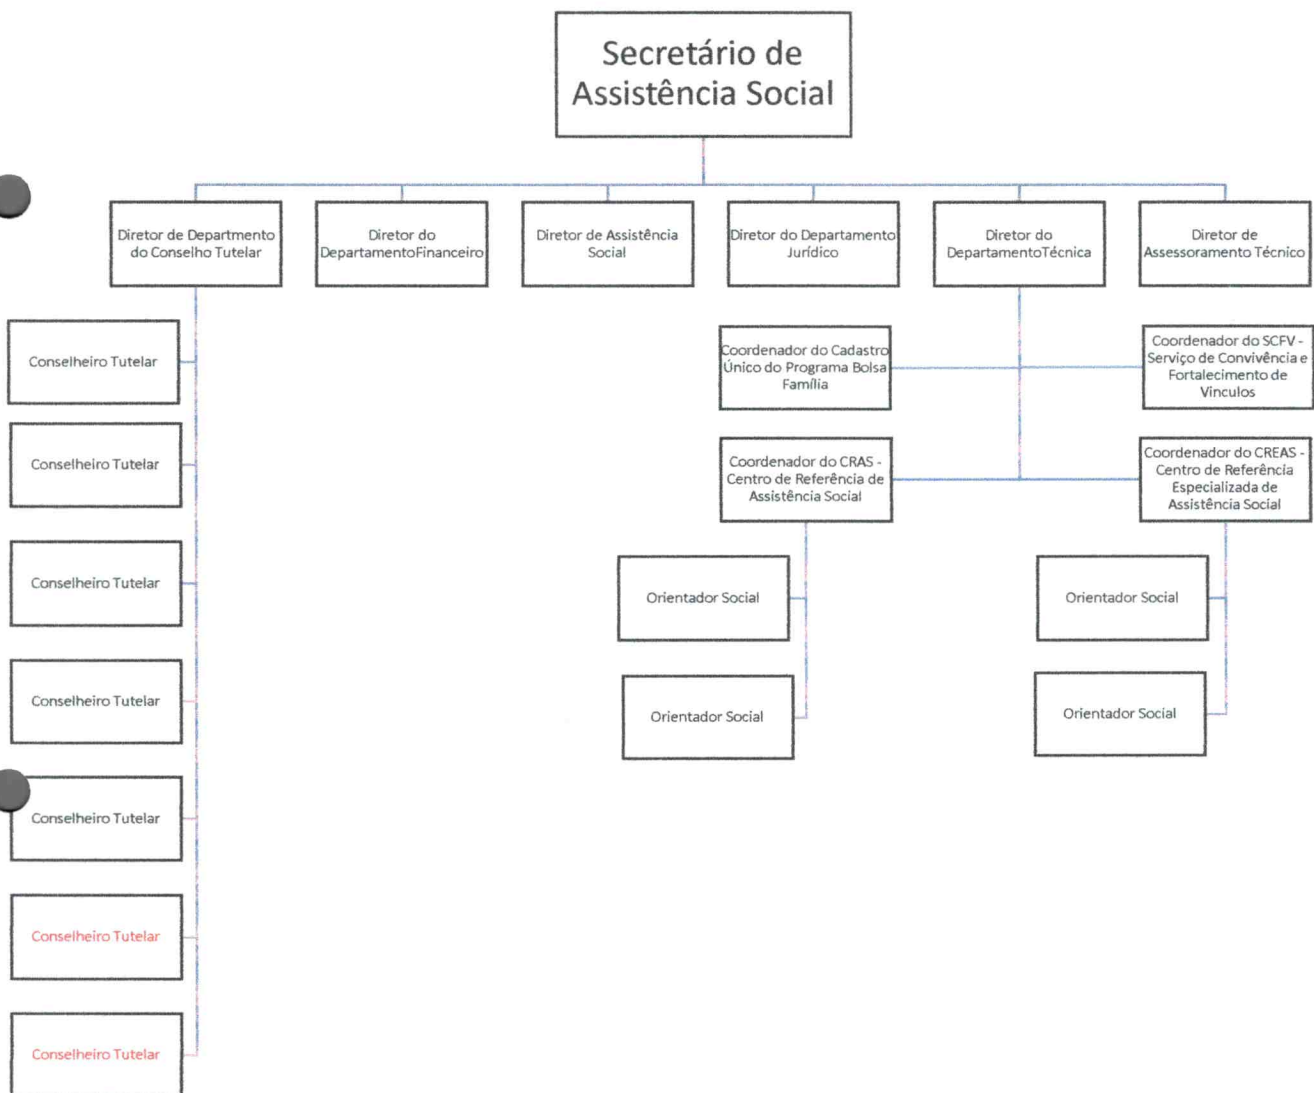 Secretário de
Assistência Social
Diretor de Departmento
do Conselho Tutelar
Diretor do
DepartamentoFinanceiro
Diretor de Assistência
Social
Diretor do Departamento
Jurídico
Diretor do
DepartamentoTécnica
Diretor de
Assessoramento Técnico
Conselheiro Tutelar
Conselheiro Tutelar
Conselheiro Tutelar
Conselheiro Tutelar
Conselheiro Tutelar
Conselheiro Tutelar
Conselheiro Tutelar
Coordenador do Cadastro
Único do Programa Bolsa
Família
Coordenador do SCFV -
Serviço de Convivência e
Fortalecimento de
Vinculos
Coordenador do CRAS -
Centro de Referência de
Assistência Social
Coordenador do CREAS -
Centro de Referência
Especializada de
Assistência Social
Orientador Social
Orientador Social
Orientador Social
Orientador Social